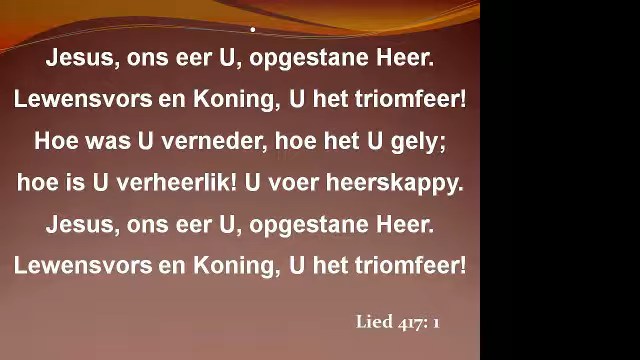 Jesus, ons eer U, opgestane Heer.
Lewensvors en Koning, U het triomfeer!
Hoe was U verneder, hoe het U gely;
hoe is U verheerlik! U voer heerskappy.
Jesus, ons eer U, opgestane Heer.
Lewensvors en Koning, U het triomfeer!
Lied 417: 1